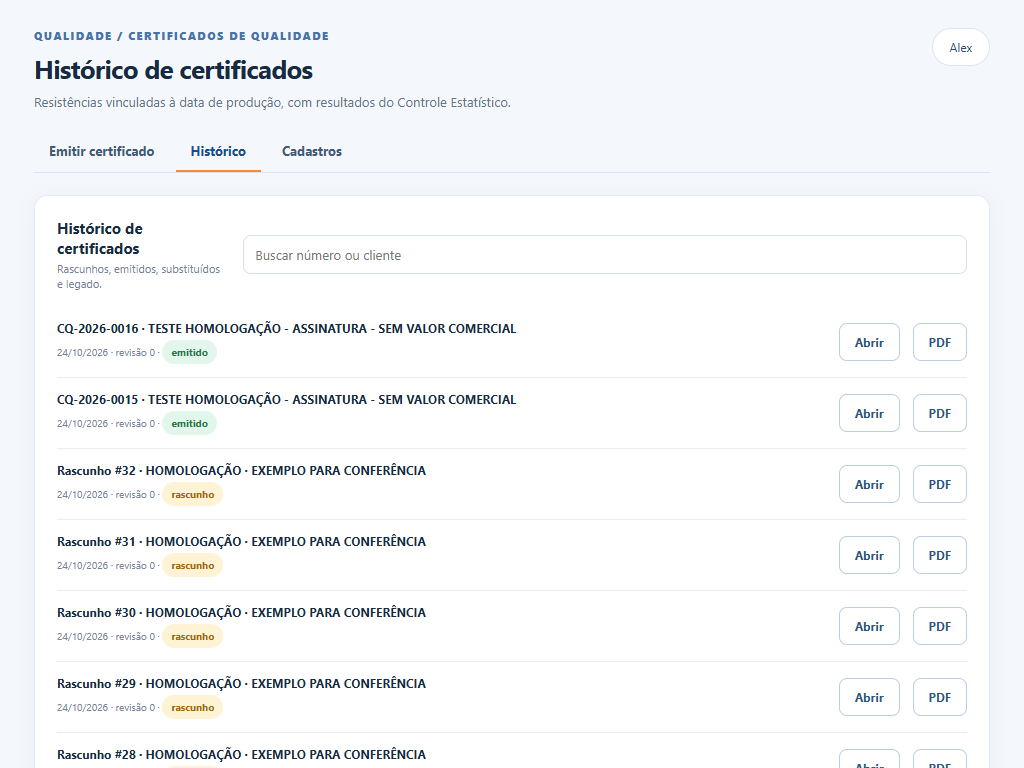 QUALIDADE / CERTIFICADOS DE QUALIDADE
Alex
Histórico de certificados
Resistências vinculadas à data de produção, com resultados do Controle Estatístico.
Emitir certificado Histórico Cadastros
Histórico de
certificados
Rascunhos, emitidos, substituídos
e legado.
Buscar número ou cliente
CQ-2026-0016 · TESTE HOMOLOGAÇÃO - ASSINATURA - SEM VALOR COMERCIAL
24/10/2026 · revisão 0 · emitido
Abrir PDF
CQ-2026-0015 · TESTE HOMOLOGAÇÃO - ASSINATURA - SEM VALOR COMERCIAL
24/10/2026 · revisão 0 · emitido
Abrir PDF
Rascunho #32 · HOMOLOGAÇÃO · EXEMPLO PARA CONFERÊNCIA
24/10/2026 · revisão 0 · rascunho
Abrir PDF
Rascunho #31 · HOMOLOGAÇÃO · EXEMPLO PARA CONFERÊNCIA
24/10/2026 · revisão 0 · rascunho
Abrir PDF
Rascunho #30 · HOMOLOGAÇÃO · EXEMPLO PARA CONFERÊNCIA
24/10/2026 · revisão 0 · rascunho
Abrir PDF
Rascunho #29 · HOMOLOGAÇÃO · EXEMPLO PARA CONFERÊNCIA
24/10/2026 · revisão 0 · rascunho
Abrir PDF
Rascunho #28 · HOMOLOGAÇÃO · EXEMPLO PARA CONFERÊNCIA
Abrir PDF